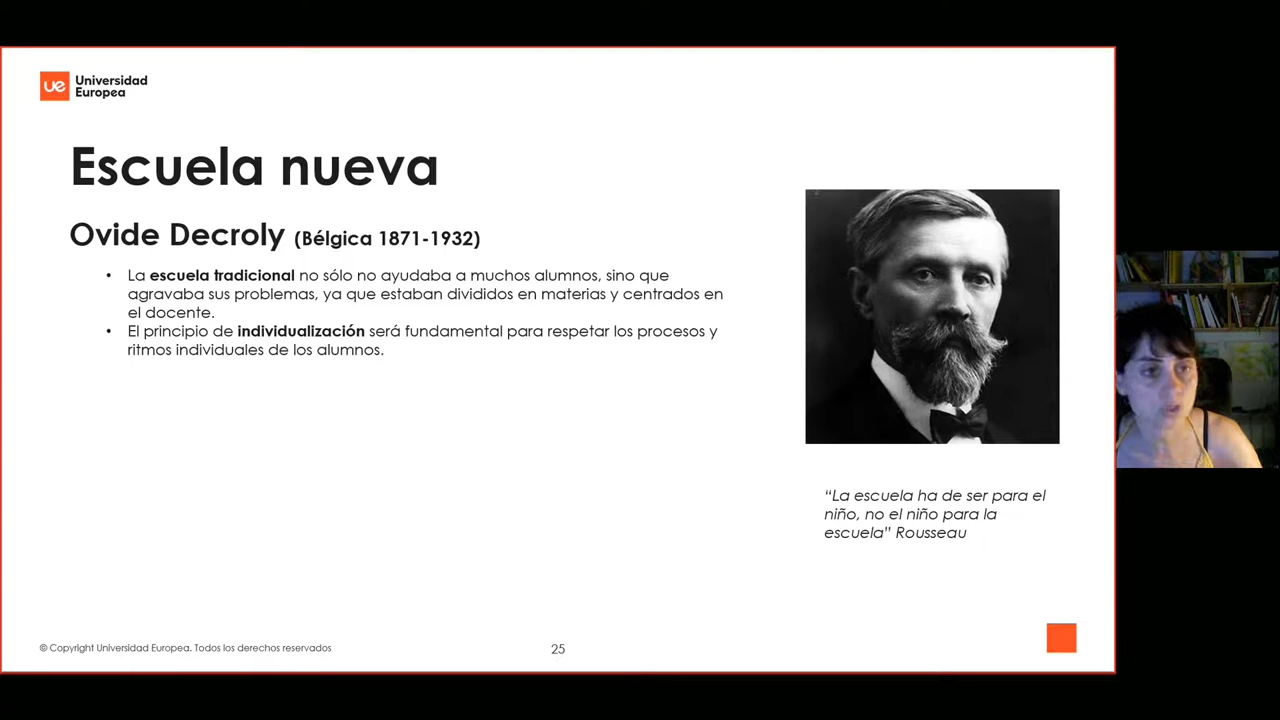 ue Universidad
Europea
Escuela nueva
Ovide Decroly (Bélgica 1871-1932)
• La escuela tradicional no sólo no ayudaba a muchos alumnos, sino que
agravaba sus problemas, ya que estaban divididos en materias y centrados en
el docente.
• El principio de individualización será fundamental para respetar los procesos y
ritmos individuales de los alumnos.
“La escuela ha de ser para el
niño, no el niño para la
escuela” Rousseau
© Copyright Universidad Europea. Todos los derechos reservados
25